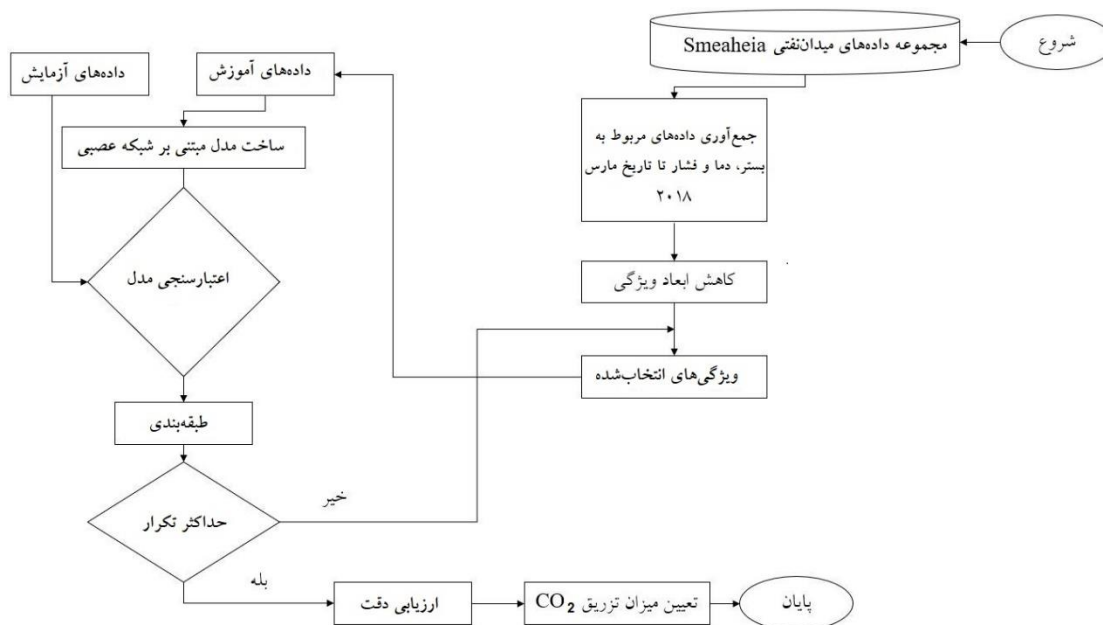 شروع
مجموعه داده‌های میدان‌نفتی Smeaheia
جمع‌آوری داده‌های مربوط به
بستر، دما و فشار تا تاریخ مارس
۲۰۱۸
کاهش ابعاد ویژگی
ویژگی‌های انتخاب‌شده
داده‌های آموزش
داده‌های آزمایش
ساخت مدل مبتنی بر شبکه عصبی
اعتبارسنجی مدل
طبقه‌بندی
حداکثر تکرار
خیر
بله
ارزیابی دقت
تعیین میزان تزریق CO2
پایان